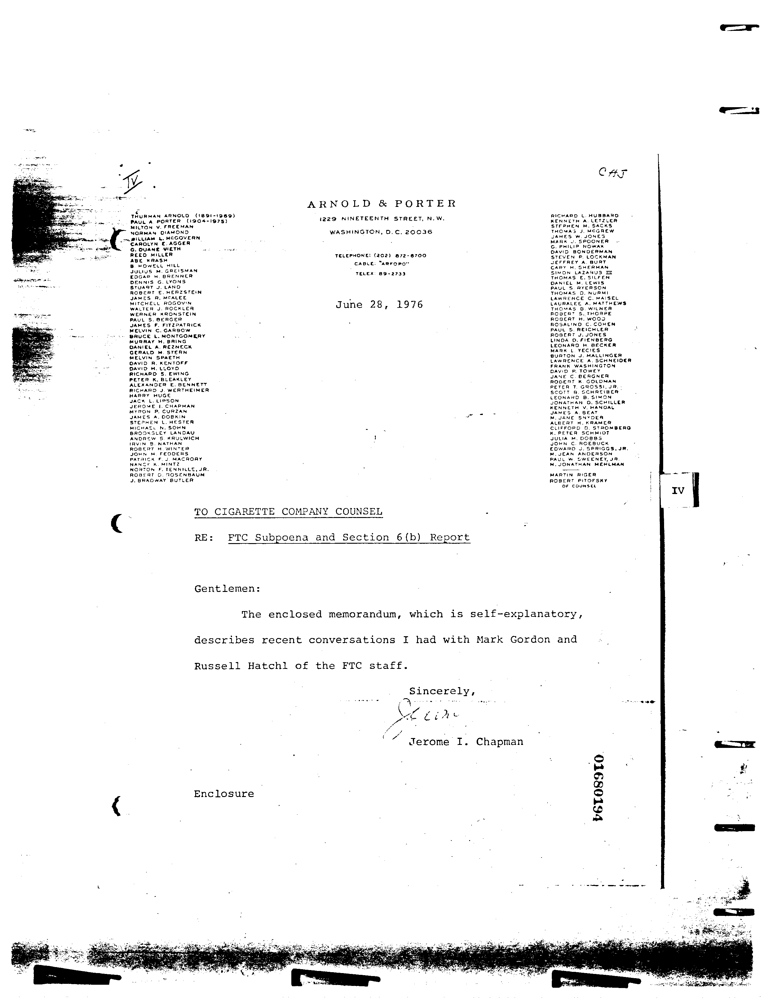 CHJ
IV
ARNOLD & PORTER
1229 NINETEENTH STREET, N. W.
WASHINGTON, D. C. 20036
TELEPHONE: (202) 872-6700
CABLE: "ARFOPO"
TELEX: 89-2733
THURMAN ARNOLD (1891-1969)
PAUL A. PORTER (1904-1975)
MILTON V. FREEMAN
NORMAN DIAMOND
WILLIAM L. McGOVERN
CAROLYN E. AGGER
G. DUANE VIETH
REED MILLER
ABE KRASH
B. HOWELL HILL
JULIUS M. GREISMAN
EDGAR H. BRENNER
DENNIS G. LYONS
STUART J. LAND
ROBERT E. HERZSTEIN
JAMES R. McALEE
MITCHELL ROGOVIN
WALTER J. ROCKLER
WERNER KRONSTEIN
PAUL S. BERGER
JAMES F. FITZPATRICK
MELVIN C. GARBOW
BRUCE L. MONTGOMERY
MURRAY H. BRING
DANIEL A. REZNECK
GERALD M. STERN
MELVIN SPAETH
DAVID R. KENTOFF
DAVID H. LLOYD
RICHARD S. EWING
PETER K. BLEAKLEY
ALEXANDER E. BENNETT
RICHARD J. WERTHEIMER
HARRY HUGE
JACK L. LIPSON
JEROME I. CHAPMAN
MYRON P. CURZAN
JAMES A. DOBKIN
STEPHEN L. HESTER
MICHAEL N. SOHN
BROOKSLEY LANDAU
ANDREW S. KRULWICH
IRVIN B. NATHAN
ROBERT H. WINTER
JOHN M. FEDDERS
PATRICK F. J. MACRORY
NANCY K. MINTZ
NORTON F. TENNILLE, JR.
ROBERT D. ROSENBAUM
J. BRADWAY BUTLER
RICHARD L. HUBBARD
KENNETH A. LETZLER
STEPHEN M. SACKS
THOMAS J. McGREW
JAMES W. JONES
MARK J. SPOONER
G. PHILIP NOWAK
DAVID BONDERMAN
STEVEN P. LOCKMAN
JEFFREY A. BURT
CARY H. SHERMAN
SIMON LAZARUS III
THOMAS E. SILFEN
DANIEL M. LEWIS
PAUL S. RYERSON
THOMAS D. NURMI
LAWRENCE C. MAISEL
LAURALEE A. MATTHEWS
THOMAS B. WILNER
ROBERT S. THORPE
ROBERT H. WOOD
ROSALIND C. COHEN
PAUL S. REICHLER
ROBERT J. JONES
LINDA D. FIENBERG
LEONARD H. BECKER
MARK L. YECIES
BURTON J. MALLINGER
LAWRENCE A. SCHNEIDER
FRANK WASHINGTON
DAVID P. TOWEY
JANE C. BERGNER
ROBERT K. GOLDMAN
PETER T. GROSSI, JR.
SCOTT B. SCHREIBER
LEONARD B. SIMON
JONATHAN D. SCHILLER
KENNETH V. HANDAL
JAMES A. BEAT
M. JANE SNYDER
ALBERT H. KRAMER
CLIFFORD D. STROMBERG
K. PETER SCHMIDT
JULIA H. DOBBS
JOHN C. ROEBUCK
EDWARD J. SPRIGGS, JR.
M. JEAN ANDERSON
PAUL W. SWEENEY, JR.
M. JONATHAN MEHLMAN
MARTIN RIGER
ROBERT PITOFSKY
OF COUNSEL
June 28, 1976
IV
TO CIGARETTE COMPANY COUNSEL
RE: FTC Subpoena and Section 6(b) Report
Gentlemen:
The enclosed memorandum, which is self-explanatory,
describes recent conversations I had with Mark Gordon and
Russell Hatchl of the FTC staff.
Sincerely,
Jerome I. Chapman
Enclosure
01680194